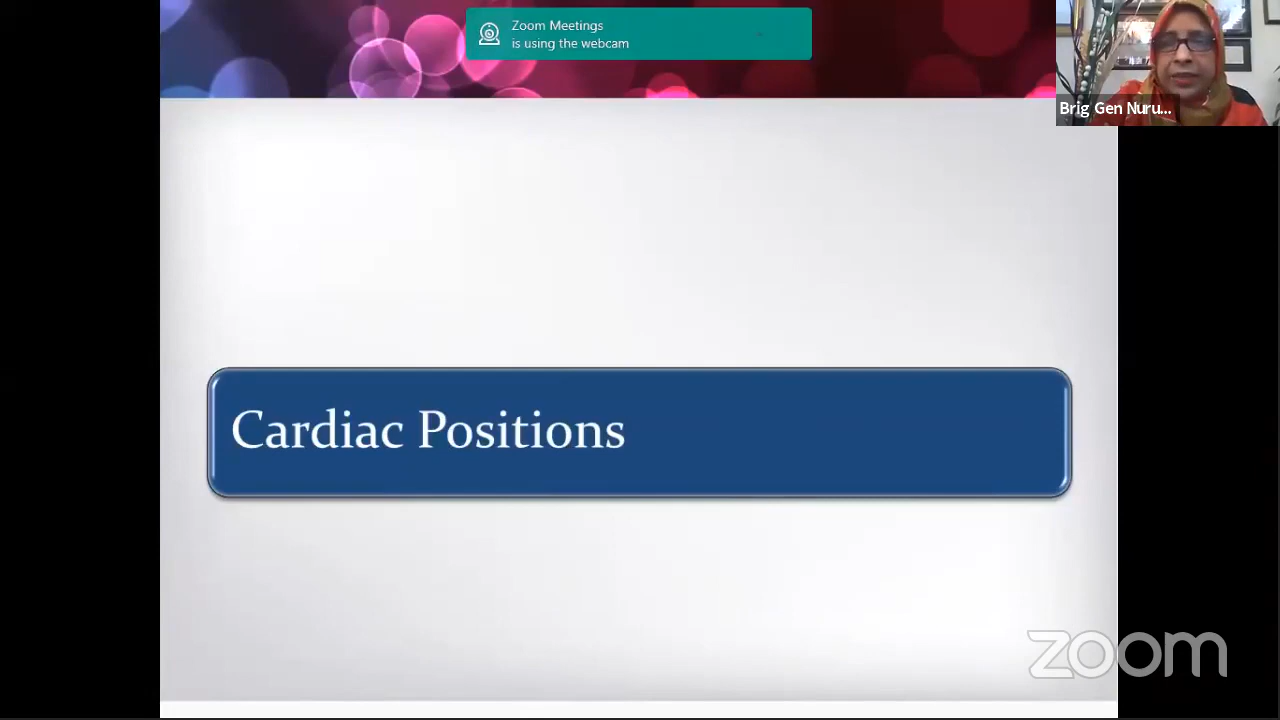 Zoom Meetings
is using the webcam
Brig Gen Nuru...
Cardiac Positions
zoom